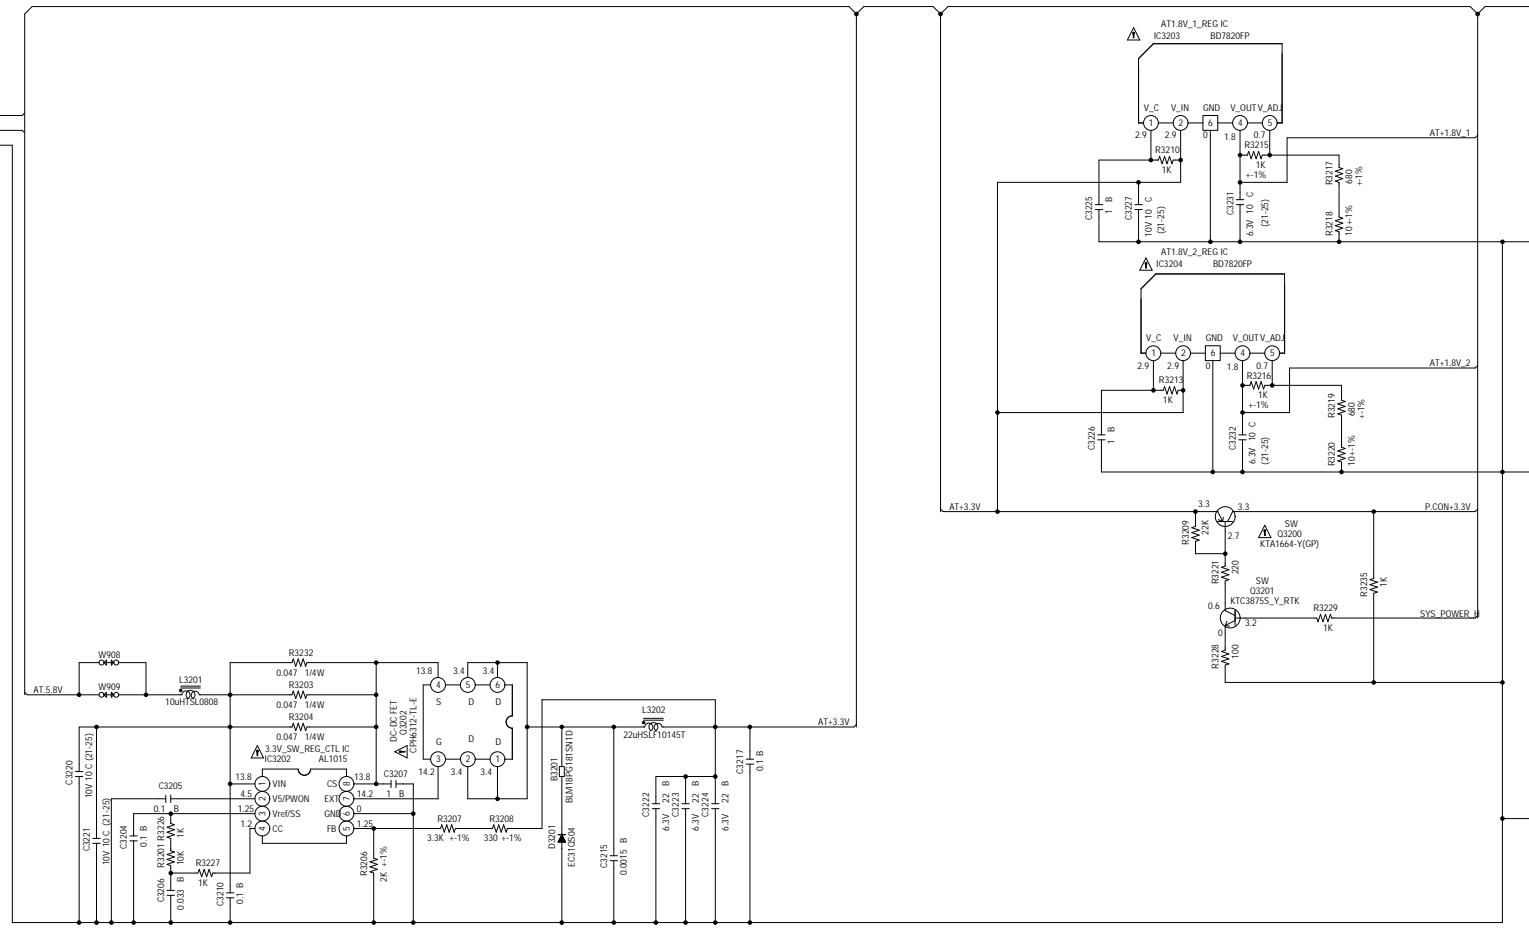 AT1.8V_1_REG IC
IC3203 BD7820FP
V_C V_IN GND V_OUT V_ADJ
1 2 6 4 5
2.9 2.9 0 1.8 0.7
AT+1.8V_1
R3210
1K
R3215
1K
+-1%
R3217
680
+-1%
R3218
10 +-1%
C3225
1 B
C3227
10V 10 C
(21-25)
C3231
6.3V 10 C
(21-25)
AT1.8V_2_REG IC
IC3204 BD7820FP
V_C V_IN GND V_OUT V_ADJ
1 2 6 4 5
2.9 2.9 0 1.8 0.7
AT+1.8V_2
R3213
1K
R3216
1K
+-1%
R3219
680
+-1%
R3220
10+-1%
C3226
1 B
C3232
6.3V 10 C
(21-25)
AT+3.3V
3.3
3.3
2.7
P.CON+3.3V
R3209
22K
SW
Q3200
KTA1664-Y(GP)
R3221
220
SW
Q3201
KTC3875S_Y_RTK
0.6
3.2
0
R3229
1K
R3235
1K
SYS_POWER_H
R3228
100
W908
W909
AT.5.8V
L3201
10uHTSL0808
R3232
0.047 1/4W
R3203
0.047 1/4W
R3204
0.047 1/4W
3.3V_SW_REG_CTL IC
IC3202 AL1015
13.8 1 VIN CS 8 13.8
4.5 2 V5/PWON EXT 7 14.2
1.25 3 Vref/SS GND 6 0
1.2 4 CC FB 5 1.25
DC-DC FET
Q3202
CPH6312-TL-E
13.8 3.4 3.4
4 5 6
S D D
G D D
3 2 1
14.2 3.4 3.4
C3207
1 B
C3220
10V 10 C (21-25)
C3221
10V 10 C (21-25)
C3205
0.1 B
C3204
0.1 B
R3226
1K
R3201
10K
R3227
1K
C3206
0.033 B
C3210
0.1 B
R3207
3.3K +-1%
R3208
330 +-1%
R3206
2K +-1%
B3201
BLM18PG181SN1D
D3201
EC31QS04
L3202
22uHSLF10145T
AT+3.3V
C3215
0.0015 B
C3222
6.3V 22 B
C3223
6.3V 22 B
C3224
6.3V 22 B
C3217
0.1 B